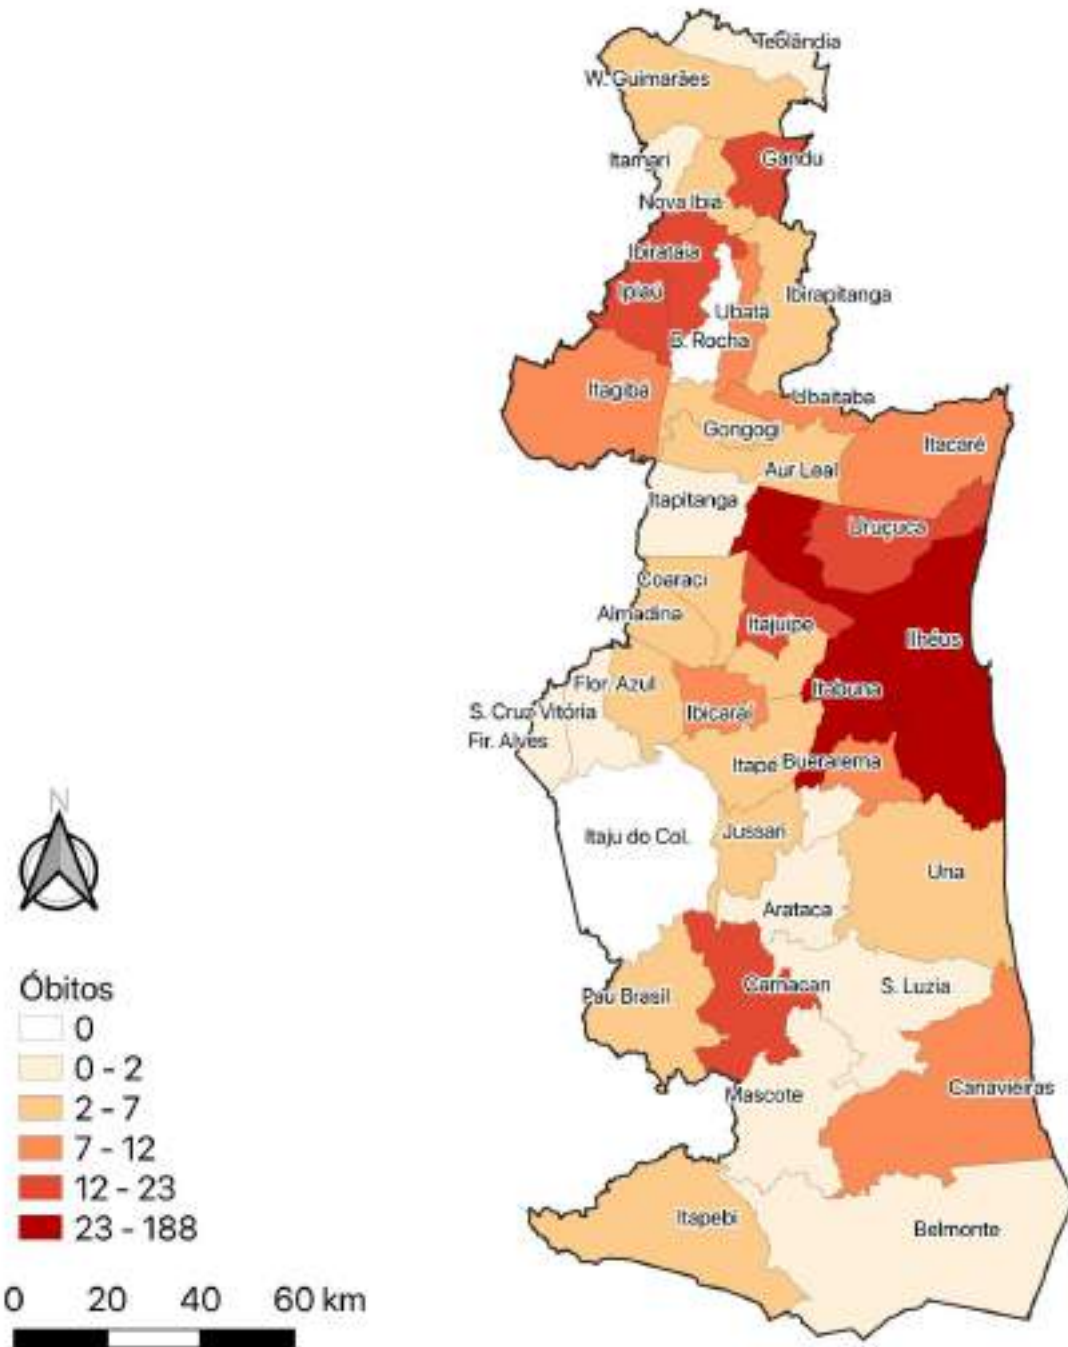 Teolândia
W. Guimarães
Itamari
Gandu
Nova Ibiá
Ibirataia
Ipiaú
Ibirapitanga
Ubatã
B. Rocha
Itagibá
Ubaitaba
Gongogi
Itacaré
Aur Leal
Itapitanga
Uruçuca
Coaraci
Almadina
Itajuípe
Ilhéus
Flor. Azul
Itabuna
S. Cruz Vitória
Ibicaraí
Fir. Alves
Itapé
Buerarema
Itaju do Col.
Jussari
Una
Arataca
Camacan
S. Luzia
Pau Brasil
Canavieiras
Mascote
Itapebi
Belmonte
N
Óbitos
0
0 - 2
2 - 7
7 - 12
12 - 23
23 - 188
0 20 40 60 km